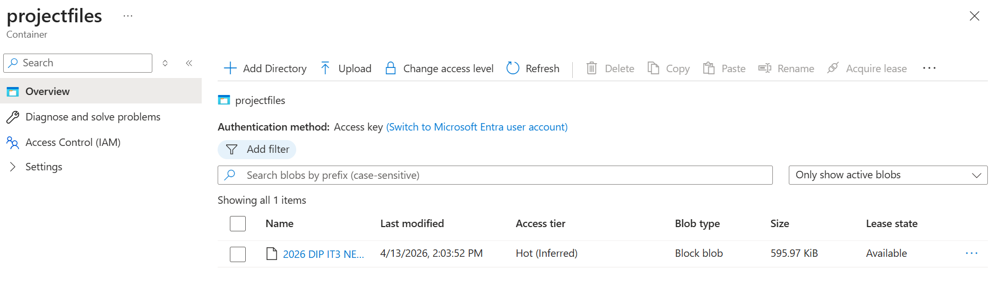 projectfiles ...
Container
Search
Overview
Diagnose and solve problems
Access Control (IAM)
Settings
Add Directory Upload Change access level Refresh Delete Copy Paste Rename Acquire lease ...
projectfiles
Authentication method: Access key (Switch to Microsoft Entra user account)
Add filter
Search blobs by prefix (case-sensitive) Only show active blobs
Showing all 1 items
Name Last modified Access tier Blob type Size Lease state
2026 DIP IT3 NE... 4/13/2026, 2:03:52 PM Hot (Inferred) Block blob 595.97 KiB Available ...